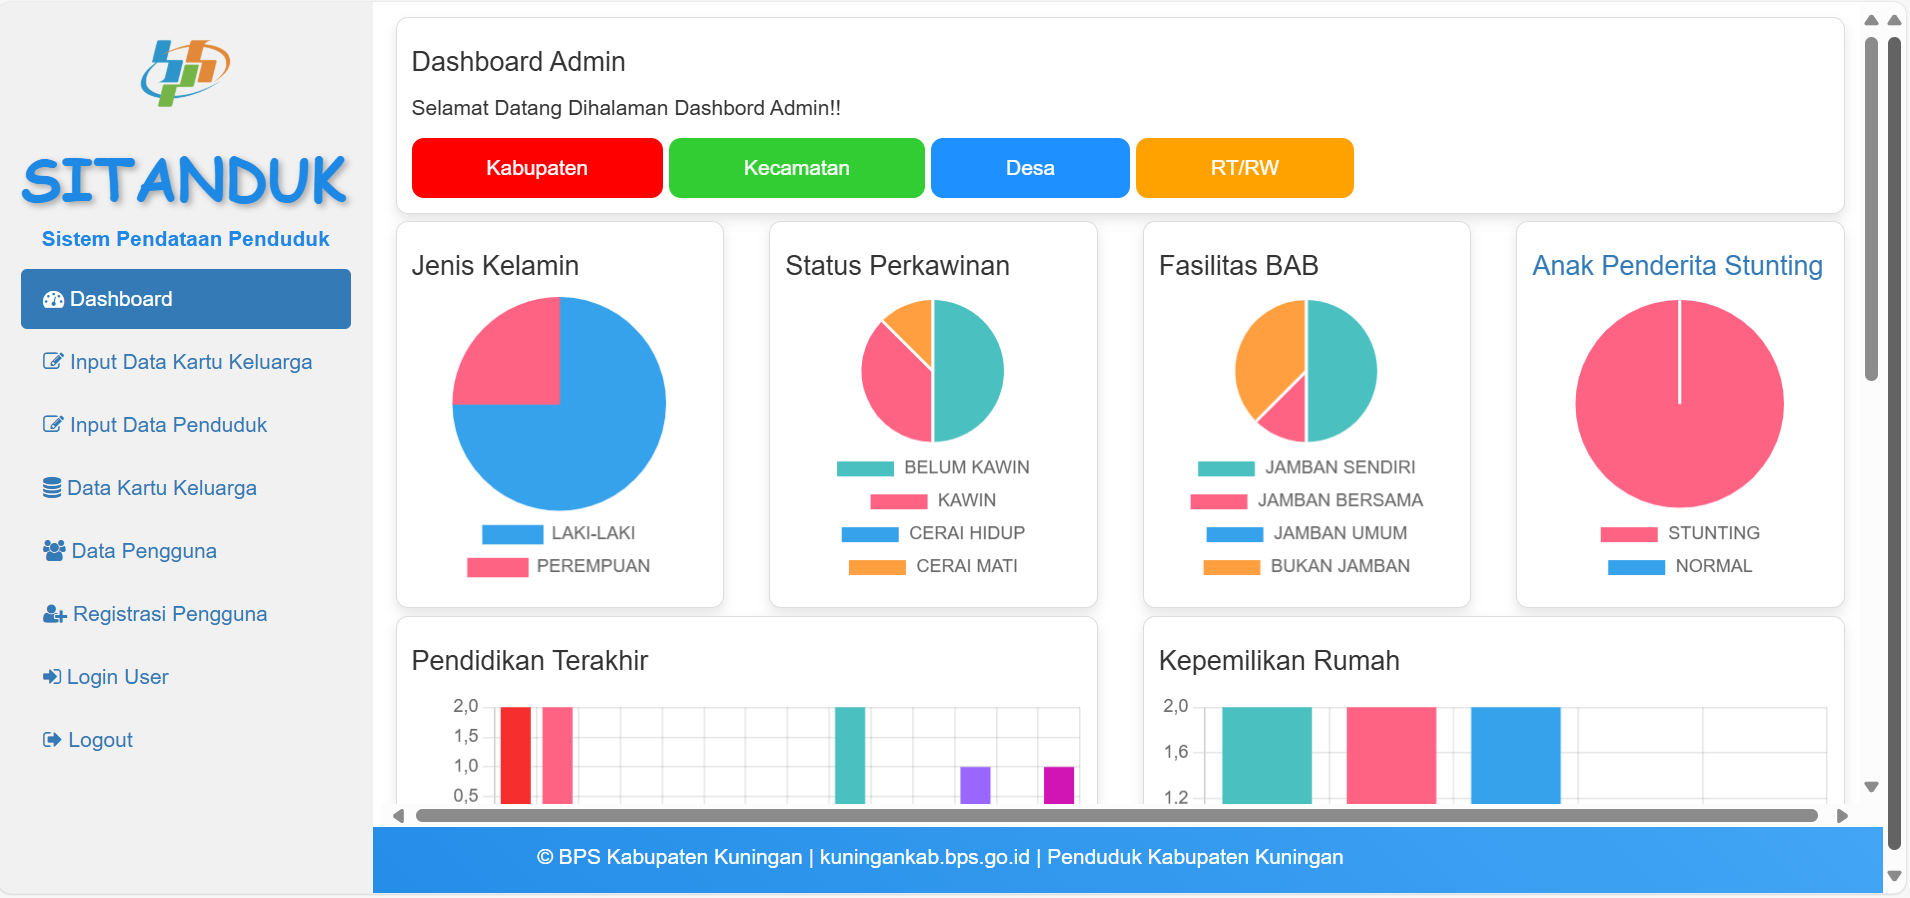 SITANDUK
Sistem Pendataan Penduduk
Dashboard
Input Data Kartu Keluarga
Input Data Penduduk
Data Kartu Keluarga
Data Pengguna
Registrasi Pengguna
Login User
Logout
Dashboard Admin
Selamat Datang Dihalaman Dashbord Admin!!
Kabupaten
Kecamatan
Desa
RT/RW
Jenis Kelamin
LAKI-LAKI
PEREMPUAN
Status Perkawinan
BELUM KAWIN
KAWIN
CERAI HIDUP
CERAI MATI
Fasilitas BAB
JAMBAN SENDIRI
JAMBAN BERSAMA
JAMBAN UMUM
BUKAN JAMBAN
Anak Penderita Stunting
STUNTING
NORMAL
Pendidikan Terakhir
2,0
1,5
1,0
0,5
Kepemilikan Rumah
2,0
1,6
1,2
© BPS Kabupaten Kuningan | kuningankab.bps.go.id | Penduduk Kabupaten Kuningan